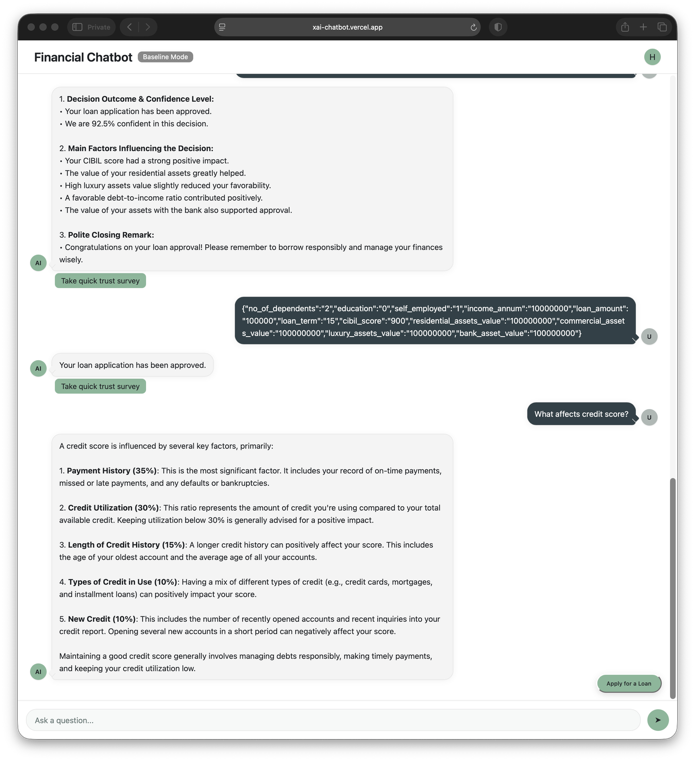 Private
xai-chatbot.vercel.app
Financial Chatbot
Baseline Mode
H
1. Decision Outcome & Confidence Level:
• Your loan application has been approved.
• We are 92.5% confident in this decision.
2. Main Factors Influencing the Decision:
• Your CIBIL score had a strong positive impact.
• The value of your residential assets greatly helped.
• High luxury assets value slightly reduced your favorability.
• A favorable debt-to-income ratio contributed positively.
• The value of your assets with the bank also supported approval.
3. Polite Closing Remark:
• Congratulations on your loan approval! Please remember to borrow responsibly and manage your finances
wisely.
AI
Take quick trust survey
{"no_of_dependents":"2","education":"0","self_employed":"1","income_annum":"10000000","loan_amount":
"100000","loan_term":"15","cibil_score":"900","residential_assets_value":"100000000","commercial_asset
s_value":"100000000","luxury_assets_value":"100000000","bank_asset_value":"100000000"}
U
Your loan application has been approved.
AI
Take quick trust survey
What affects credit score?
U
A credit score is influenced by several key factors, primarily:
1. Payment History (35%): This is the most significant factor. It includes your record of on-time payments,
missed or late payments, and any defaults or bankruptcies.
2. Credit Utilization (30%): This ratio represents the amount of credit you're using compared to your total
available credit. Keeping utilization below 30% is generally advised for a positive impact.
3. Length of Credit History (15%): A longer credit history can positively affect your score. This includes
the age of your oldest account and the average age of all your accounts.
4. Types of Credit in Use (10%): Having a mix of different types of credit (e.g., credit cards, mortgages,
and installment loans) can positively impact your score.
5. New Credit (10%): This includes the number of recently opened accounts and recent inquiries into your
credit report. Opening several new accounts in a short period can negatively affect your score.
Maintaining a good credit score generally involves managing debts responsibly, making timely payments,
and keeping your credit utilization low.
AI
Apply for a Loan
Ask a question...